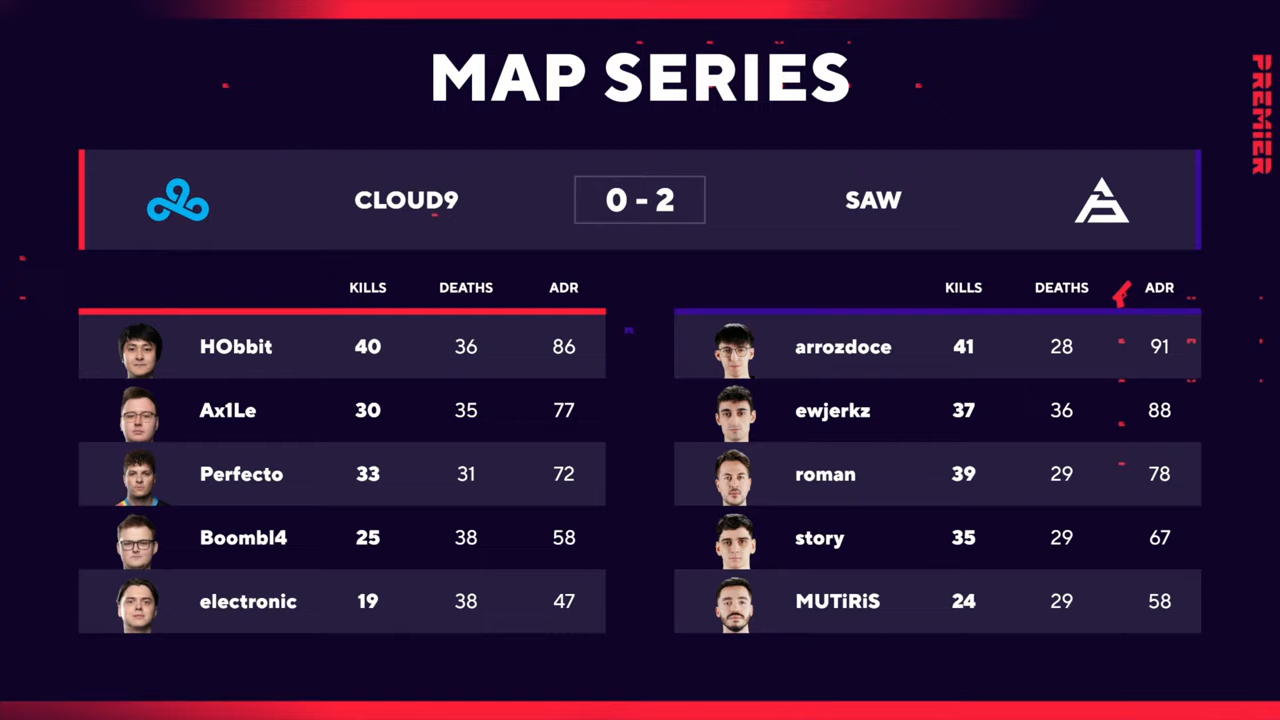 MAP SERIES
PREMIER
CLOUD9 0 - 2 SAW
KILLS DEATHS ADR
HObbit 40 36 86
Ax1Le 30 35 77
Perfecto 33 31 72
Boombl4 25 38 58
electronic 19 38 47
KILLS DEATHS ADR
arrozdoce 41 28 91
ewjerkz 37 36 88
roman 39 29 78
story 35 29 67
MUTiRiS 24 29 58